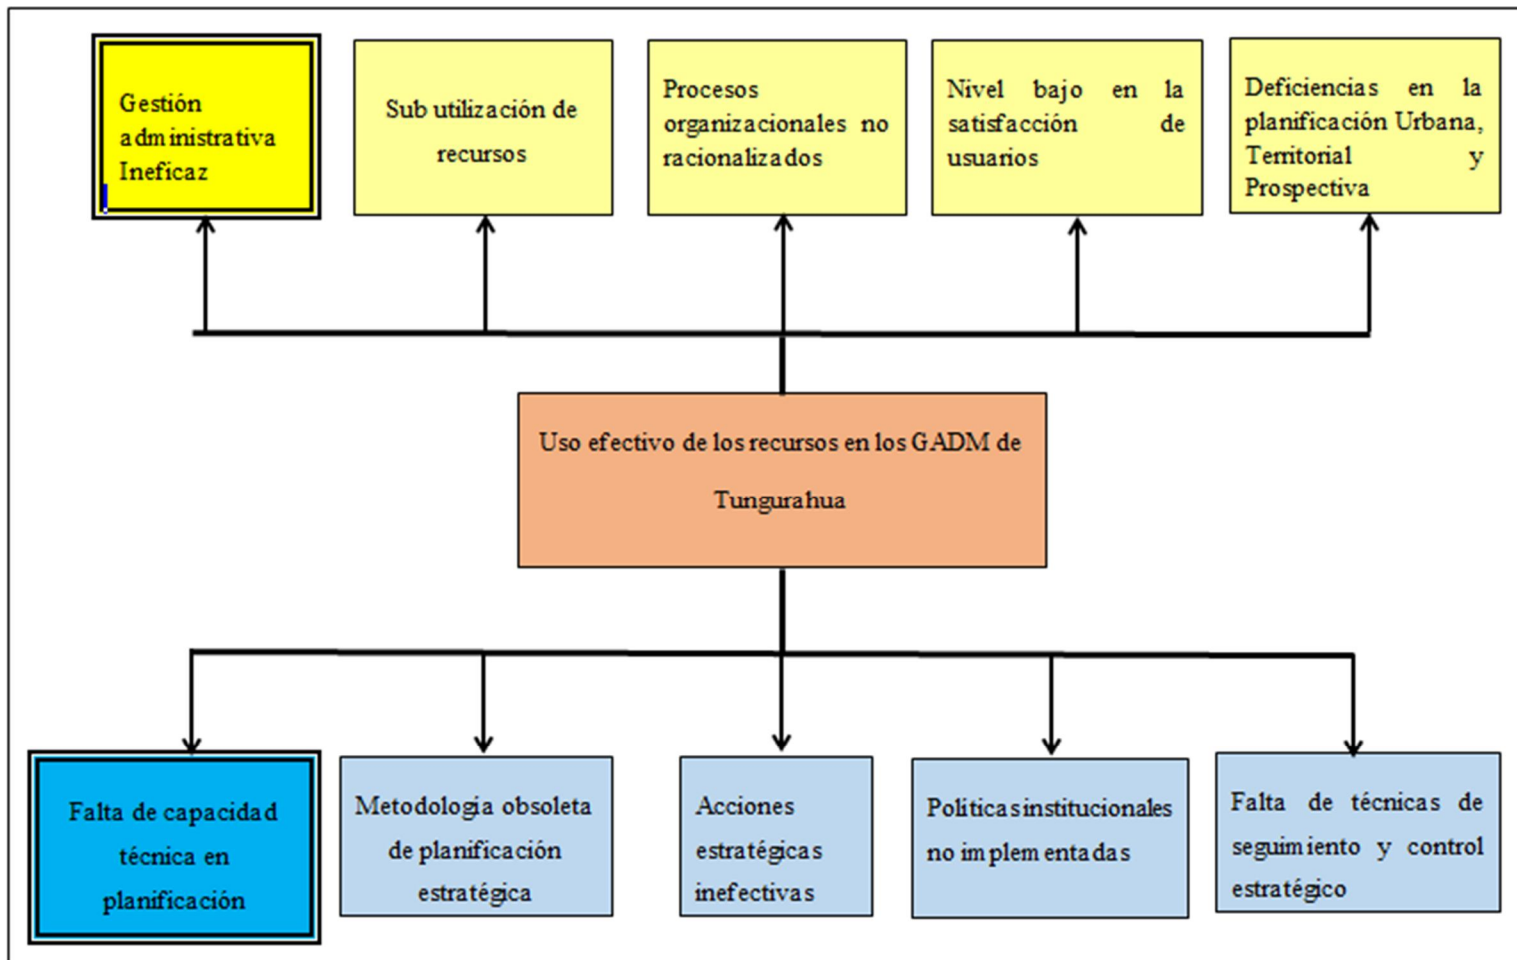 Gestión
administrativa
Ineficaz
Sub utilización de
recursos
Procesos
organizacionales no
racionalizados
Nivel bajo en la
satisfacción de
usuarios
Deficiencias en la
planificación Urbana,
Territorial y
Prospectiva
Uso efectivo de los recursos en los GADM de
Tungurahua
Falta de capacidad
técnica en
planificación
Metodología obsoleta
de planificación
estratégica
Acciones
estratégicas
inefectivas
Políticas institucionales
no implementadas
Falta de técnicas de
seguimiento y control
estratégico